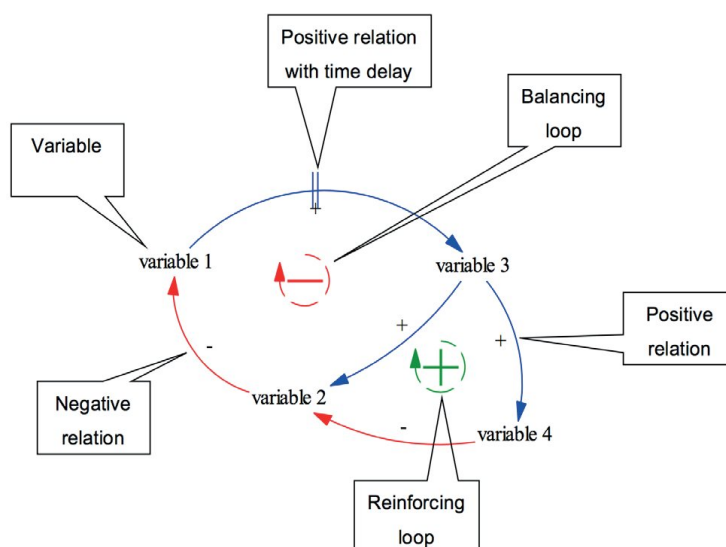 Positive relation
with time delay
Balancing
loop
Variable
+
variable 1
variable 3
Positive
relation
+
+
-
Negative
relation
variable 2
-
variable 4
Reinforcing
loop